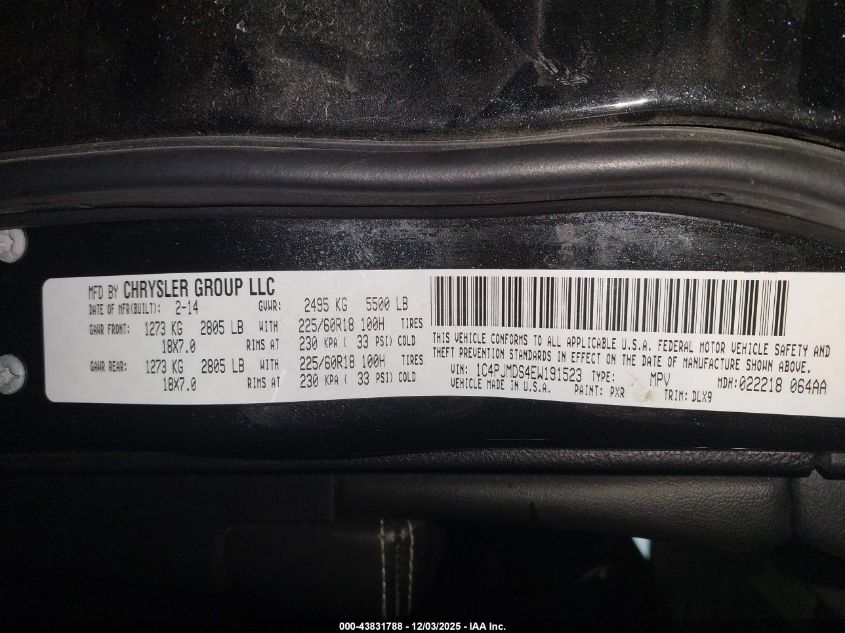 MFD BY CHRYSLER GROUP LLC
DATE OF MFR(BUILT): 2-14 GVWR: 2495 KG 5500 LB
GAWR FRONT: 1273 KG 2805 LB WITH 225/60R18 100H TIRES
18X7.0 RIMS AT 230 KPA ( 33 PSI) COLD
GAWR REAR: 1273 KG 2805 LB WITH 225/60R18 100H TIRES
18X7.0 RIMS AT 230 KPA ( 33 PSI) COLD
THIS VEHICLE CONFORMS TO ALL APPLICABLE U.S.A. FEDERAL MOTOR VEHICLE SAFETY AND
THEFT PREVENTION STANDARDS IN EFFECT ON THE DATE OF MANUFACTURE SHOWN ABOVE.
VIN: 1C4PJMDS4EW191523 TYPE: MPV MDH: 022218 064AA
VEHICLE MADE IN U.S.A. PAINT: PXR TRIM: DLX9
000-43831788 - 12/03/2025 - IAA Inc.